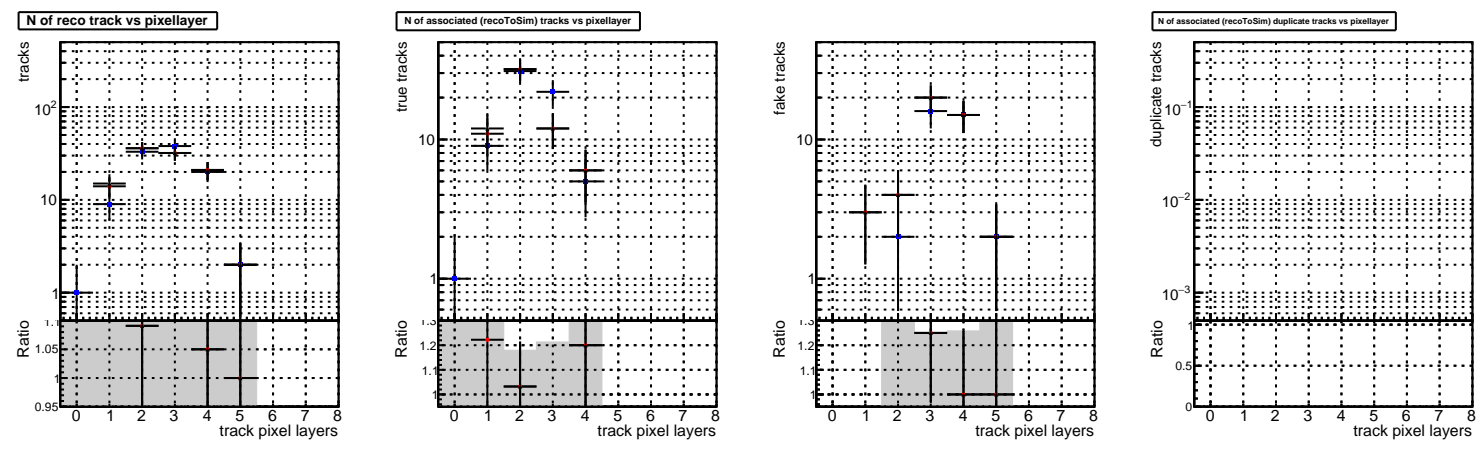 N of reco track vs pixellayer
tracks
10²
10
1
Ratio
1.1
1.05
1
0.95
0 1 2 3 4 5 6 7 8
track pixel layers
N of associated (recoToSim) tracks vs pixellayer
true tracks
10
1
Ratio
1.3
1.2
1.1
1
0 1 2 3 4 5 6 7 8
track pixel layers
fake tracks
10
1
Ratio
1.3
1.2
1.1
1
0 1 2 3 4 5 6 7 8
track pixel layers
N of associated (recoToSim) duplicate tracks vs pixellayer
duplicate tracks
10⁻¹
10⁻²
10⁻³
Ratio
1
0.5
0
0 1 2 3 4 5 6 7 8
track pixel layers